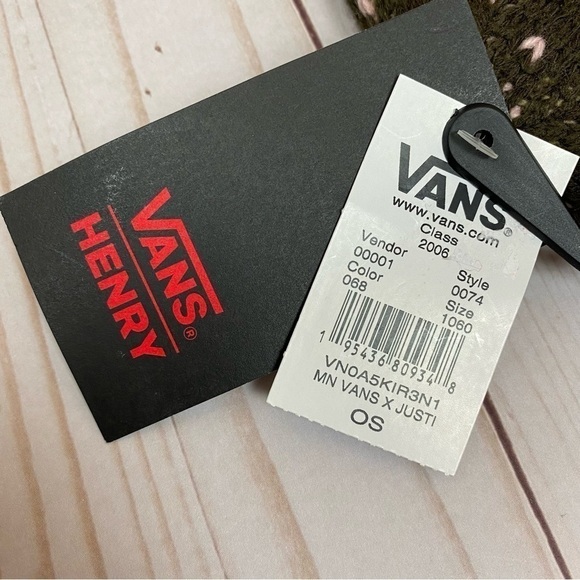 VANS®
HENRY
VANS®
www.vans.com
Class
2006
Vendor Style
00001 0074
Color Size
068 1060
1 95436 80934 8
VN0A5KIR3N1
MN VANS X JUSTI
OS